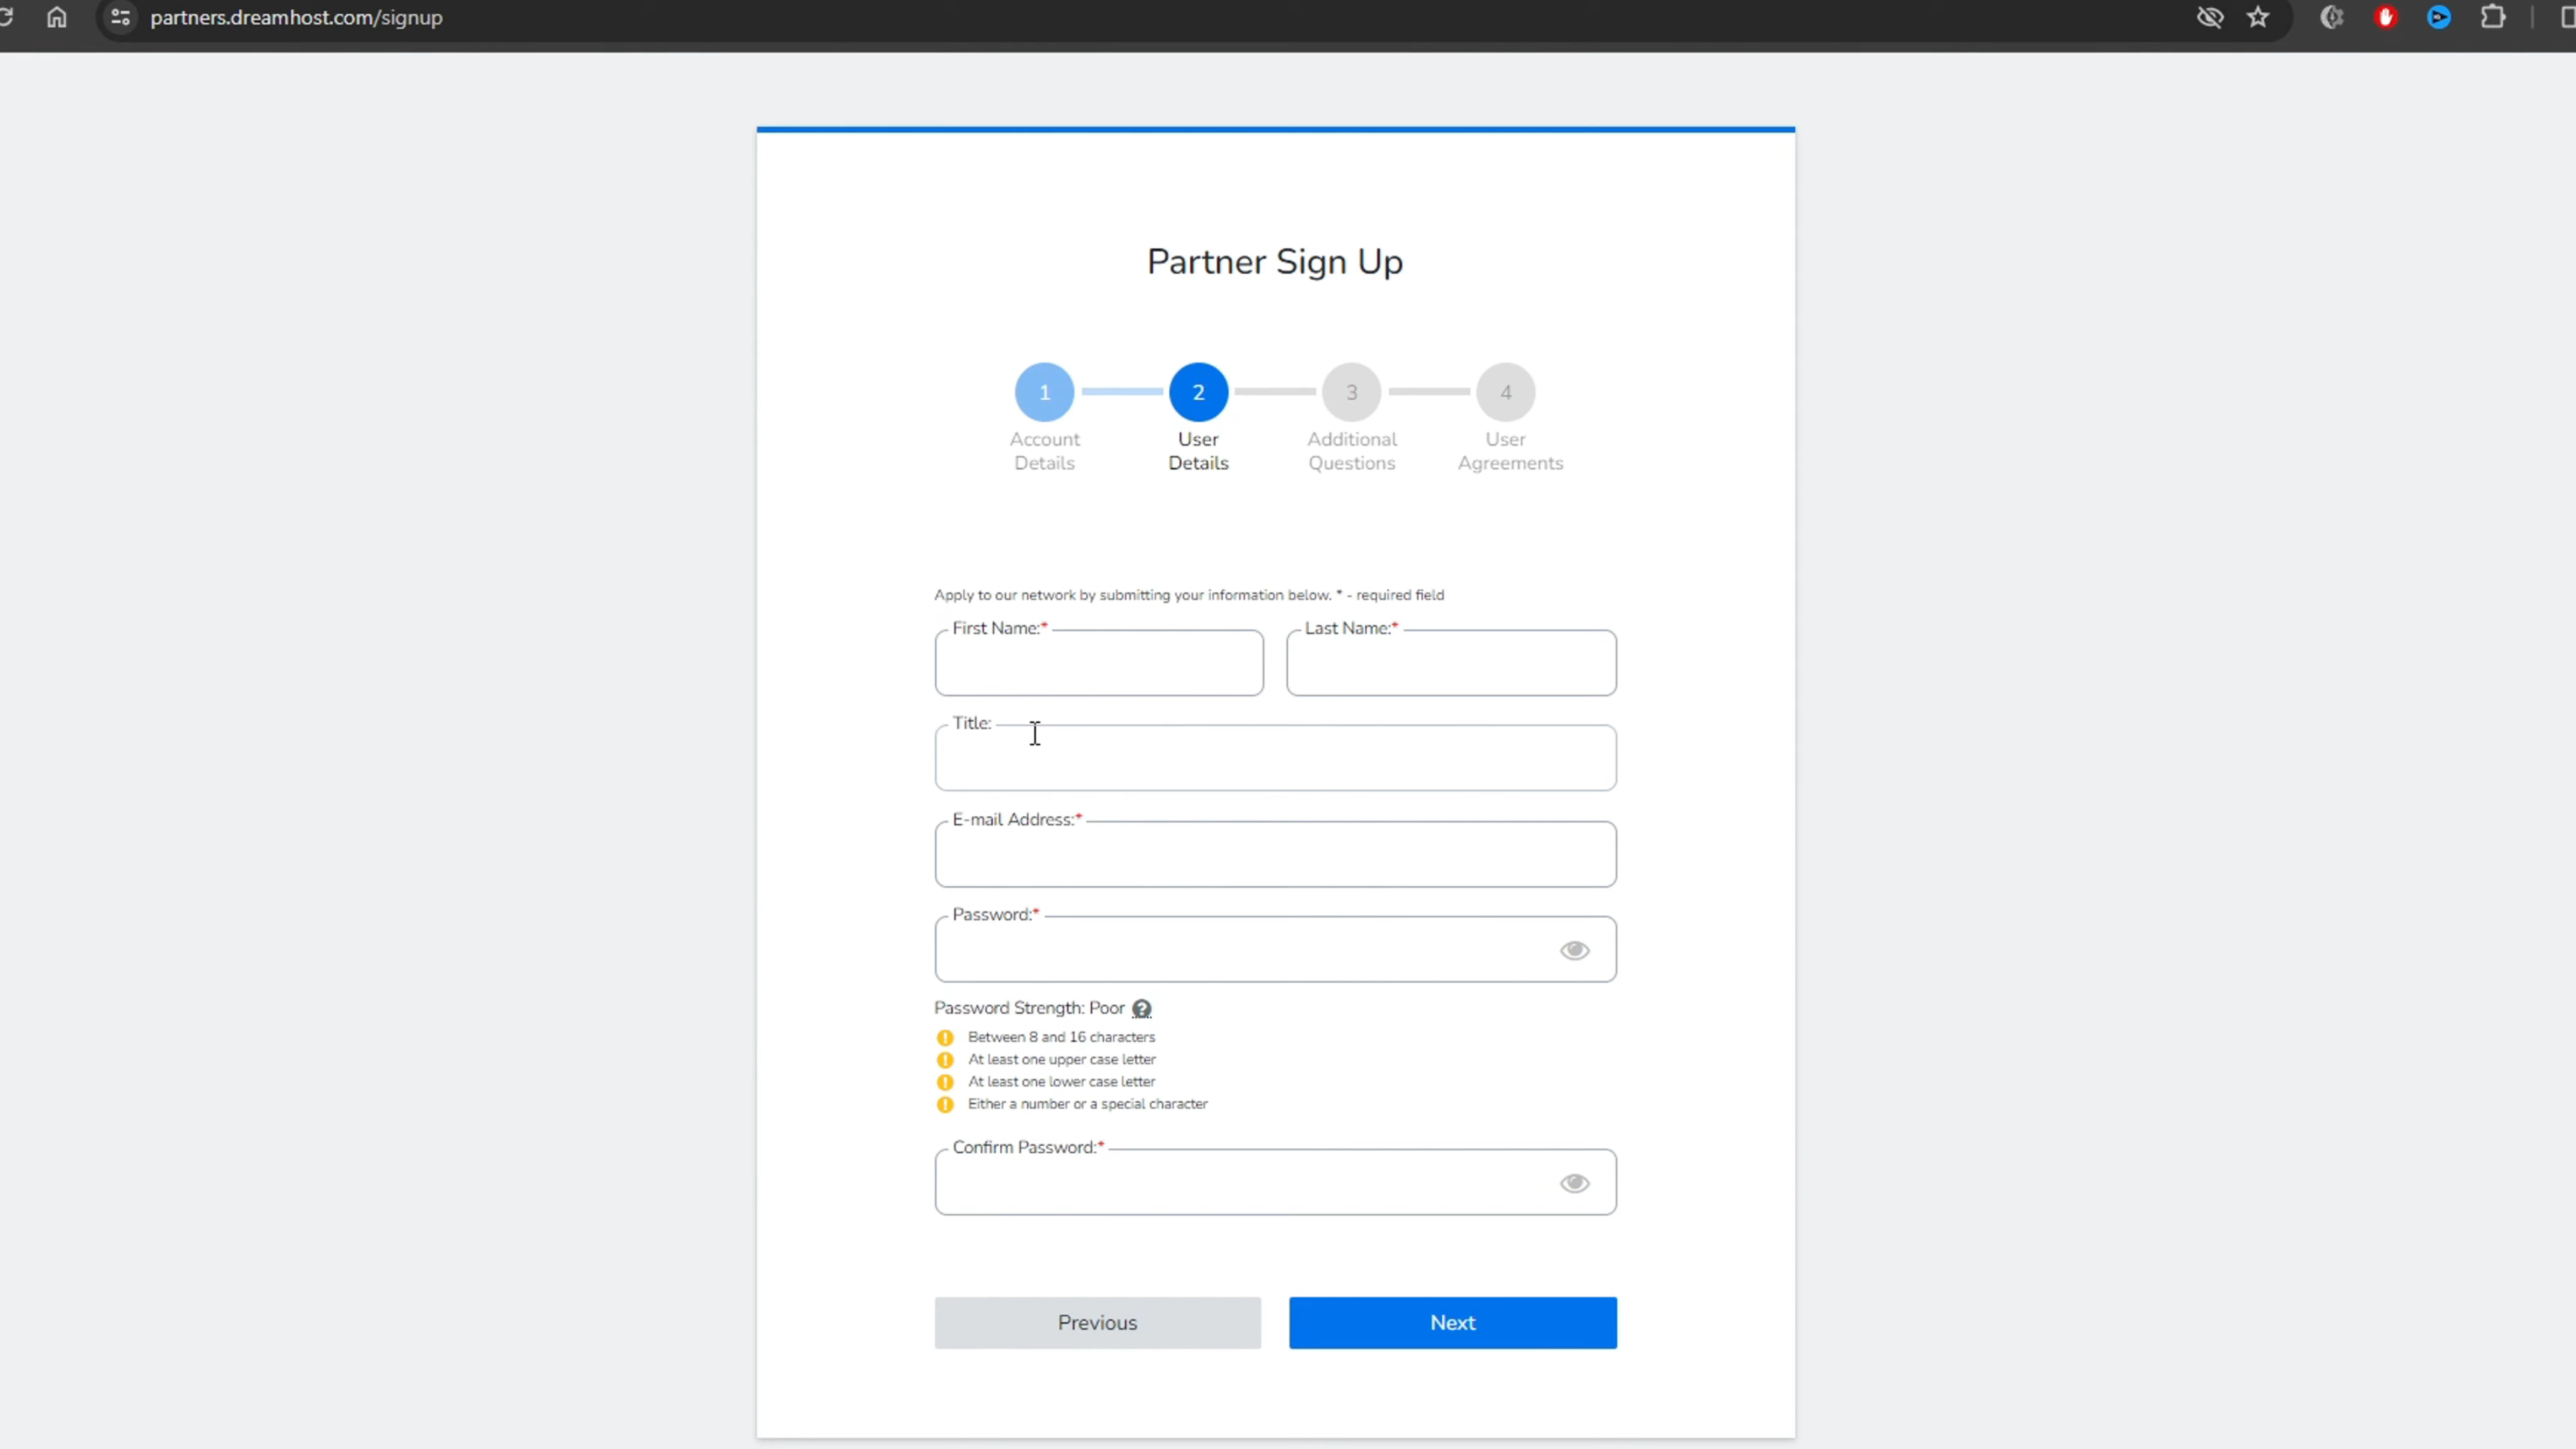 partners.dreamhost.com/signup
Partner Sign Up
1
2
3
4
Account
Details
User
Details
Additional
Questions
User
Agreements
Apply to our network by submitting your information below. * - required field
First Name:*
Last Name:*
Title:
E-mail Address:*
Password:*
Password Strength: Poor ?
! Between 8 and 16 characters
! At least one upper case letter
! At least one lower case letter
! Either a number or a special character
Confirm Password:*
Previous
Next